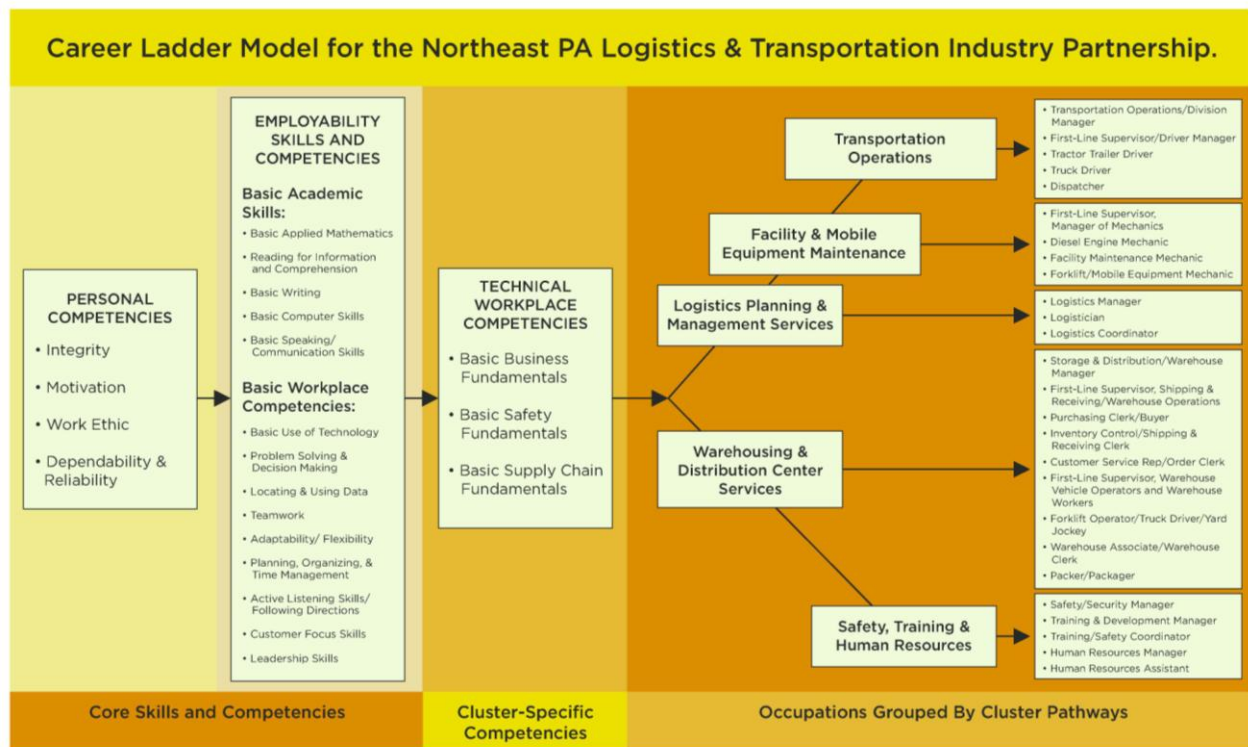 Career Ladder Model for the Northeast PA Logistics & Transportation Industry Partnership.
PERSONAL
COMPETENCIES
• Integrity
• Motivation
• Work Ethic
• Dependability &
Reliability
EMPLOYABILITY
SKILLS AND
COMPETENCIES
Basic Academic
Skills:
• Basic Applied Mathematics
• Reading for Information
and Comprehension
• Basic Writing
• Basic Computer Skills
• Basic Speaking/
Communication Skills
Basic Workplace
Competencies:
• Basic Use of Technology
• Problem Solving &
Decision Making
• Locating & Using Data
• Teamwork
• Adaptability/ Flexibility
• Planning, Organizing, &
Time Management
• Active Listening Skills/
Following Directions
• Customer Focus Skills
• Leadership Skills
TECHNICAL
WORKPLACE
COMPETENCIES
• Basic Business
Fundamentals
• Basic Safety
Fundamentals
• Basic Supply Chain
Fundamentals
Transportation
Operations
• Transportation Operations/Division
Manager
• First-Line Supervisor/Driver Manager
• Tractor Trailer Driver
• Truck Driver
• Dispatcher
Facility & Mobile
Equipment Maintenance
• First-Line Supervisor,
Manager of Mechanics
• Diesel Engine Mechanic
• Facility Maintenance Mechanic
• Forklift/Mobile Equipment Mechanic
Logistics Planning &
Management Services
• Logistics Manager
• Logistician
• Logistics Coordinator
Warehousing &
Distribution Center
Services
• Storage & Distribution/Warehouse
Manager
• First-Line Supervisor, Shipping &
Receiving/Warehouse Operations
• Purchasing Clerk/Buyer
• Inventory Control/Shipping &
Receiving Clerk
• Customer Service Rep/Order Clerk
• First-Line Supervisor, Warehouse
Vehicle Operators and Warehouse
Workers
• Forklift Operator/Truck Driver/Yard
Jockey
• Warehouse Associate/Warehouse
Clerk
• Packer/Packager
Safety, Training &
Human Resources
• Safety/Security Manager
• Training & Development Manager
• Training/Safety Coordinator
• Human Resources Manager
• Human Resources Assistant
Core Skills and Competencies
Cluster-Specific
Competencies
Occupations Grouped By Cluster Pathways